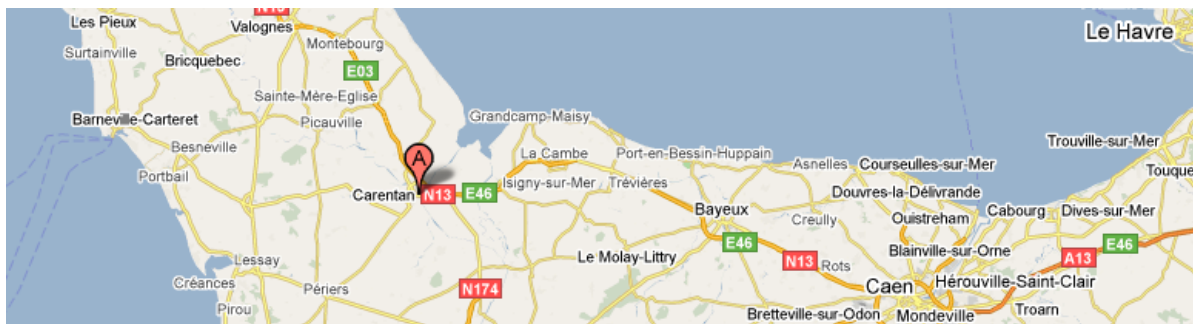 N13
Les Pieux
Valognes
Le Havre
Surtainville
Montebourg
Bricquebec
E03
Sainte-Mère-Eglise
Barneville-Carteret
Picauville
Grandcamp-Maisy
Besneville
Trouville-sur-Mer
A
La Cambe
Port-en-Bessin-Huppain
Asnelles
Courseulles-sur-Mer
Touque
Portbail
Carentan
N13
E46
Isigny-sur-Mer
Trévières
Douvres-la-Délivrande
Bayeux
Creully
Ouistreham
Cabourg
Dives-sur-Mer
E46
Blainville-sur-Orne
E46
Lessay
Le Molay-Littry
N13
Rots
A13
Créances
Périers
N174
Caen
Hérouville-Saint-Clair
Pirou
Bretteville-sur-Odon
Mondeville
Troarn